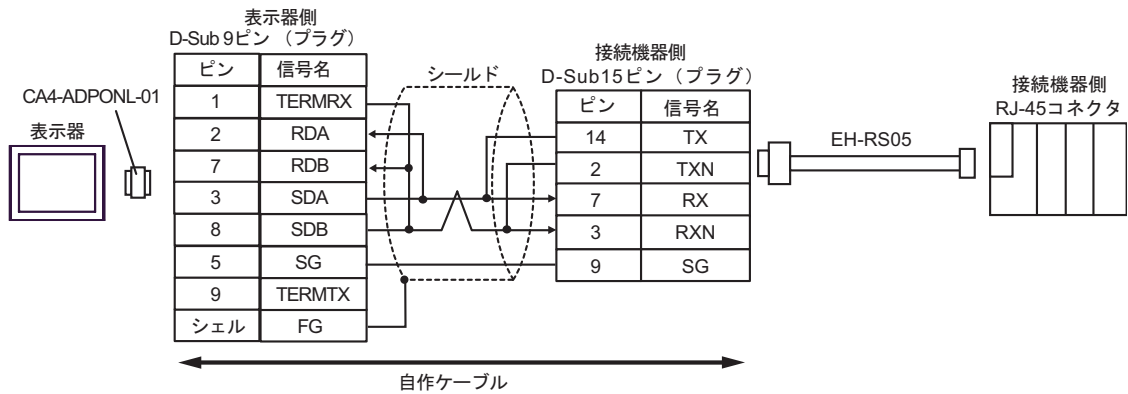 表示器側
D-Sub 9ピン （プラグ）
ピン 信号名
1 TERMRX
2 RDA
7 RDB
3 SDA
8 SDB
5 SG
9 TERMTX
シェル FG
CA4-ADPONL-01
表示器
シールド
接続機器側
D-Sub15ピン （プラグ）
ピン 信号名
14 TX
2 TXN
7 RX
3 RXN
9 SG
EH-RS05
接続機器側
RJ-45コネクタ
自作ケーブル